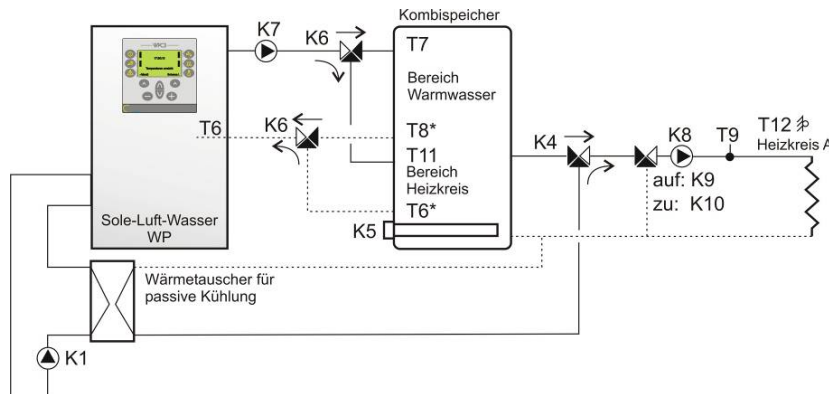 Kombispeicher
K7
K6
T7
Bereich
Warmwasser
T6
K6
T8*
T11
Bereich
Heizkreis
T6*
K5
K4
K8
T9
T12
Heizkreis A
auf: K9
zu: K10
Sole-Luft-Wasser
WP
Wärmetauscher für
passive Kühlung
K1